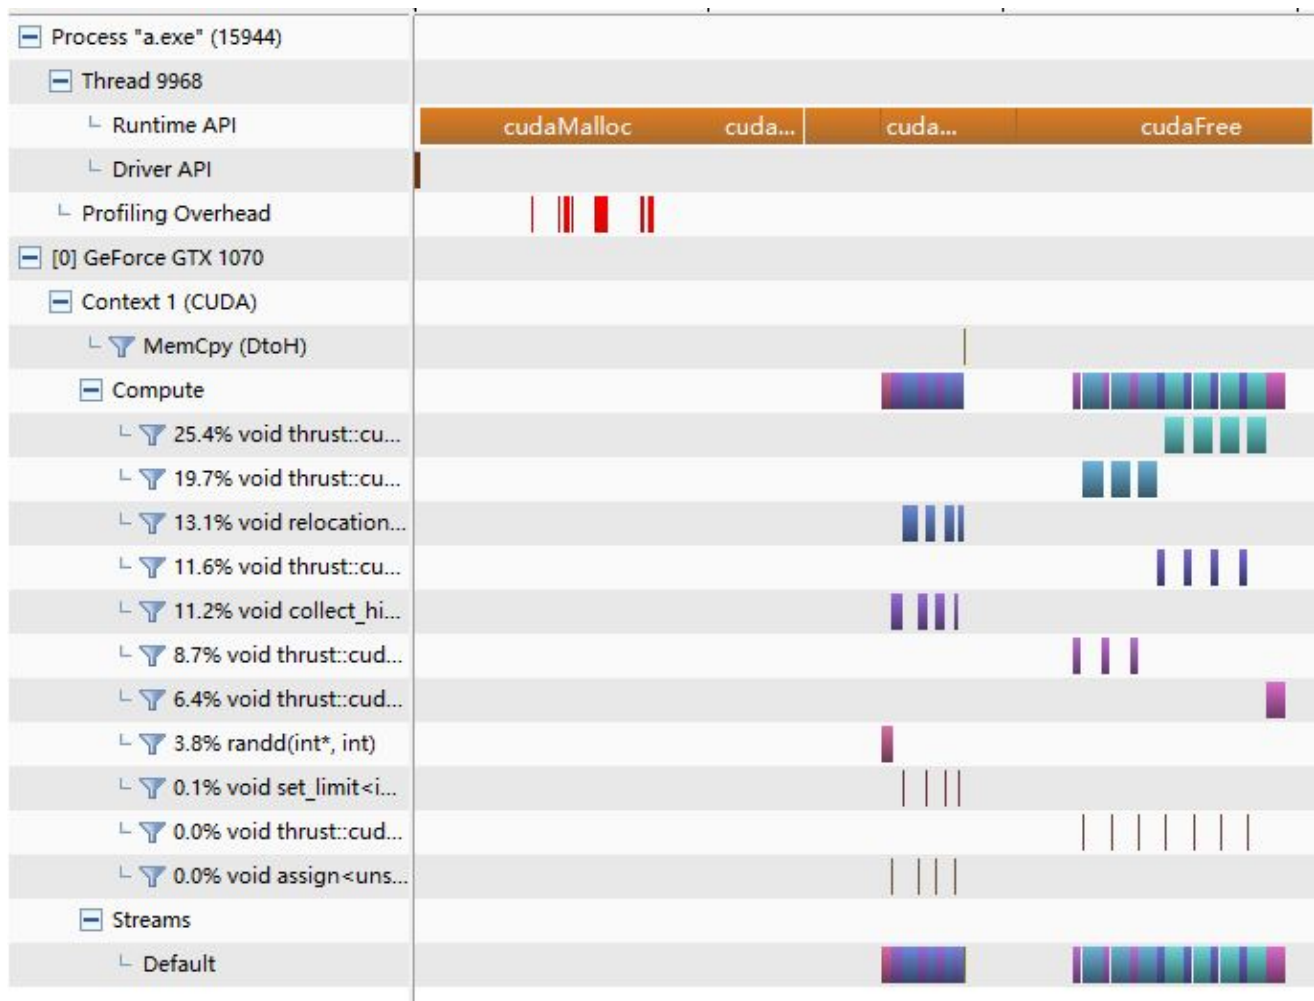 Process "a.exe" (15944)
Thread 9968
Runtime API
cudaMalloc
cuda...
cuda...
cudaFree
Driver API
Profiling Overhead
[0] GeForce GTX 1070
Context 1 (CUDA)
MemCpy (DtoH)
Compute
25.4% void thrust::cu...
19.7% void thrust::cu...
13.1% void relocation...
11.6% void thrust::cu...
11.2% void collect_hi...
8.7% void thrust::cud...
6.4% void thrust::cud...
3.8% randd(int*, int)
0.1% void set_limit<i...
0.0% void thrust::cud...
0.0% void assign<uns...
Streams
Default